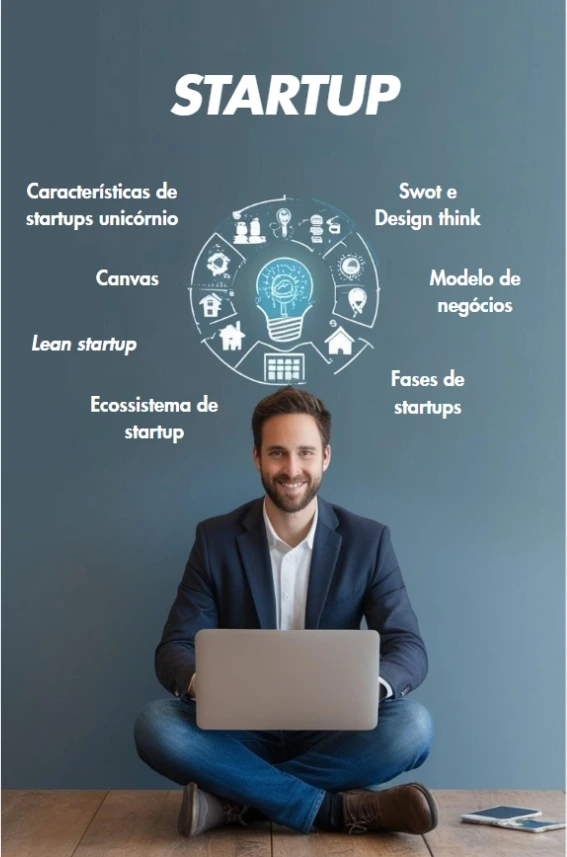 STARTUP
Características de
startups unicórnio
Swot e
Design think
Canvas
Modelo de
negócios
Lean startup
Fases de
startups
Ecossistema de
startup